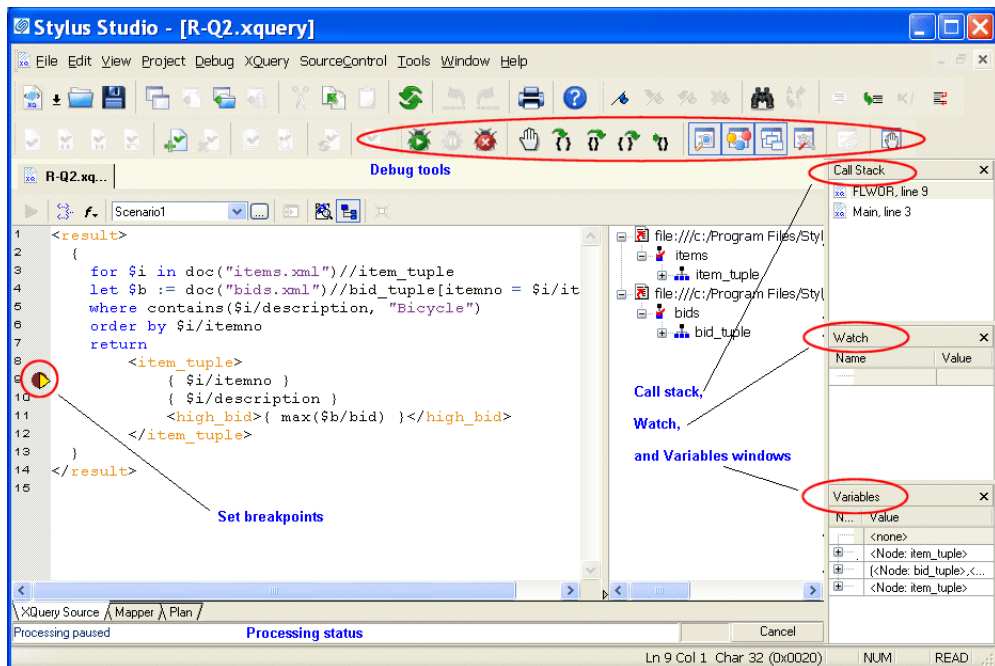 Stylus Studio - [R-Q2.xquery]
File Edit View Project Debug XQuery SourceControl Tools Window Help
Debug tools
R-Q2.xq...
Scenario1
1 <result>
2 {
3 for $i in doc("items.xml")//item_tuple
4 let $b := doc("bids.xml")//bid_tuple[itemno = $i/it
5 where contains($i/description, "Bicycle")
6 order by $i/itemno
7 return
8 <item_tuple>
9 { $i/itemno }
10 { $i/description }
11 <high_bid>{ max($b/bid) }</high_bid>
12 </item_tuple>
13 }
14 </result>
15
Set breakpoints
file:///c:/Program Files/Styl
items
item_tuple
file:///c:/Program Files/Styl
bids
bid_tuple
Call stack,
Watch,
and Variables windows
Call Stack
FLWOR, line 9
Main, line 3
Watch
Name Value
Variables
N... Value
<none>
<Node: item_tuple>
(<Node: bid_tuple>,<...
<Node: item_tuple>
XQuery Source Mapper Plan
Processing paused
Processing status
Cancel
Ln 9 Col 1 Char 32 (0x0020) NUM READ